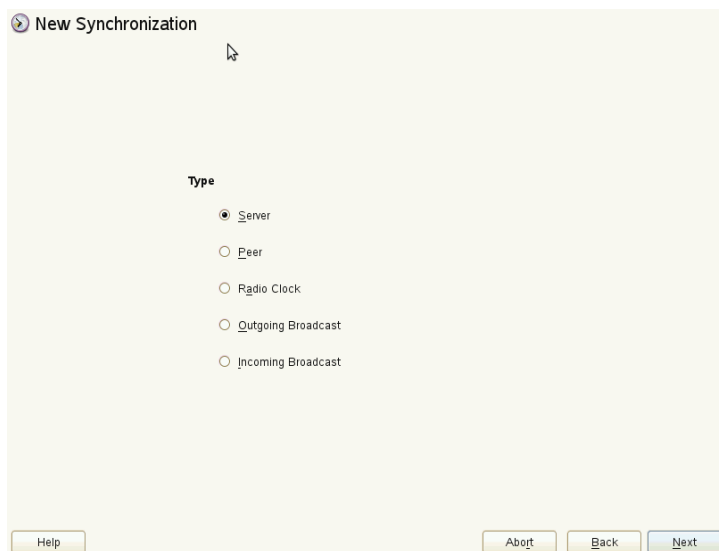 New Synchronization
Type
Server
Peer
Radio Clock
Outgoing Broadcast
Incoming Broadcast
Help
Abort
Back
Next